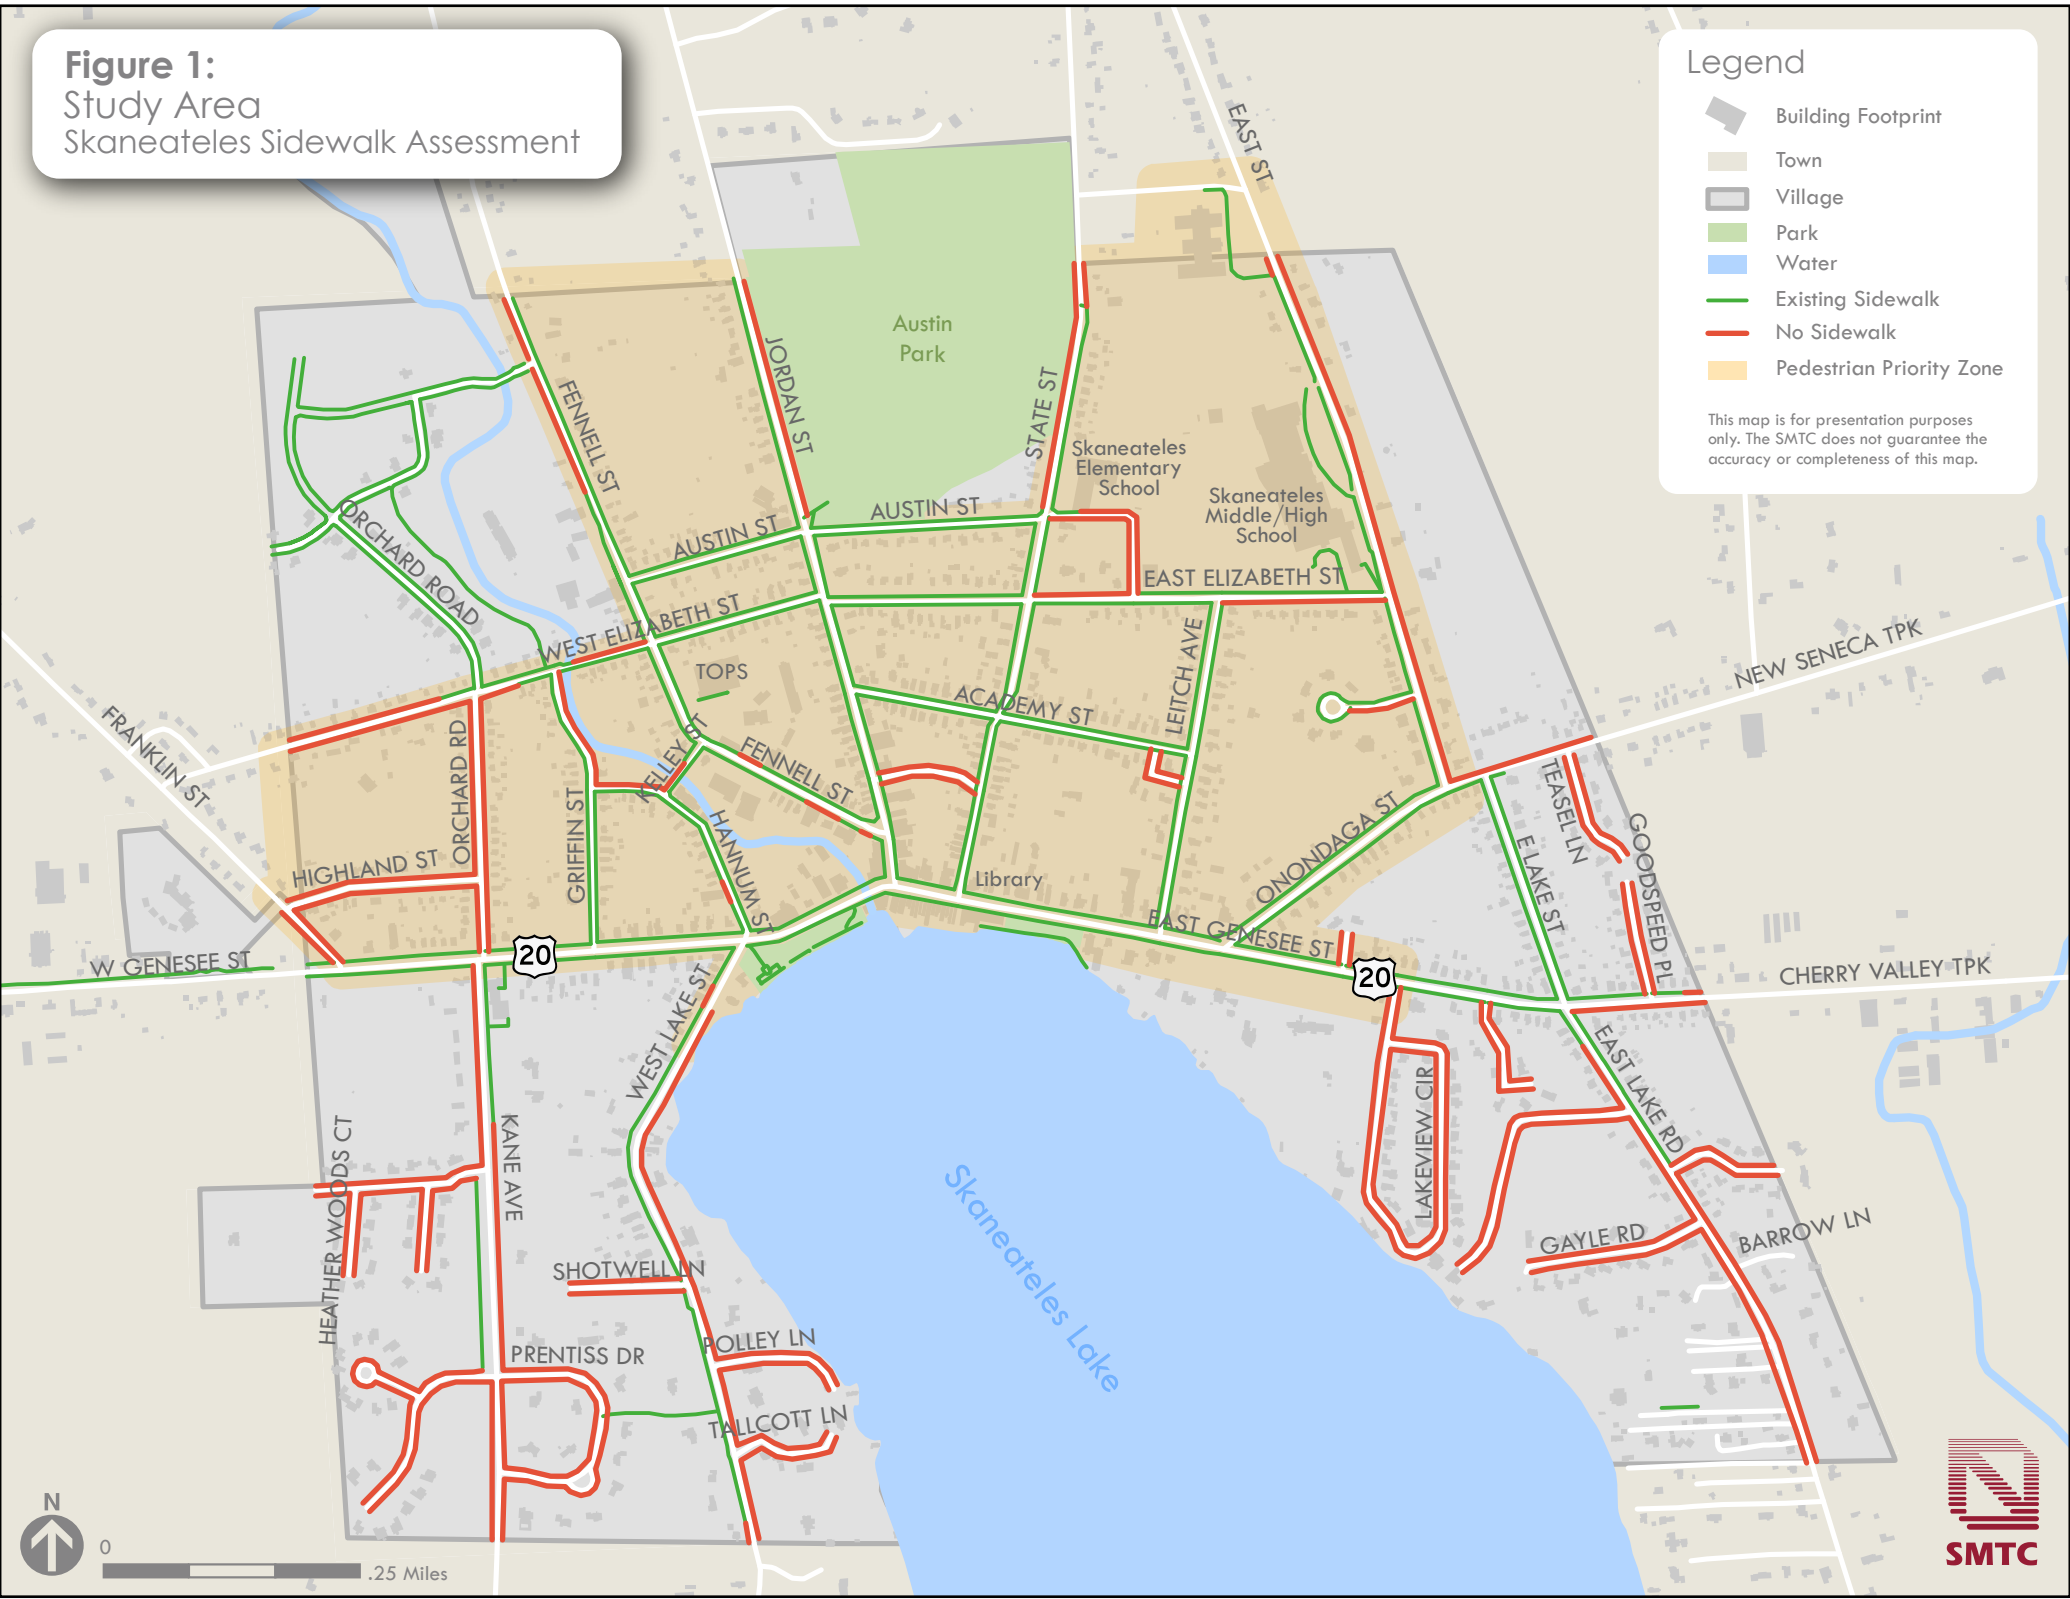 Figure 1:
Study Area
Skaneateles Sidewalk Assessment
Legend
Building Footprint
Town
Village
Park
Water
Existing Sidewalk
No Sidewalk
Pedestrian Priority Zone
This map is for presentation purposes
only. The SMTC does not guarantee the
accuracy or completeness of this map.
EAST ST
Austin
Park
JORDAN ST
FENNELL ST
STATE ST
Skaneateles
Elementary
School
Skaneateles
Middle/High
School
AUSTIN ST
AUSTIN ST
ORCHARD ROAD
EAST ELIZABETH ST
WEST ELIZABETH ST
TOPS
LEITCH AVE
NEW SENECA TPK
ACADEMY ST
FRANKLIN ST
ORCHARD RD
KELLEY ST
FENNELL ST
GRIFFIN ST
HANNUM ST
HIGHLAND ST
Library
ONONDAGA ST
TEASEL LN
GOODSPEED PL
E LAKE ST
EAST GENESEE ST
W GENESEE ST
20
20
CHERRY VALLEY TPK
WEST LAKE ST
EAST LAKE RD
LAKEVIEW CIR
KANE AVE
HEATHER WOODS CT
Skaneateles Lake
GAYLE RD
BARROW LN
SHOTWELL LN
POLLEY LN
PRENTISS DR
TALLCOTT LN
N
0
.25 Miles
SMTC